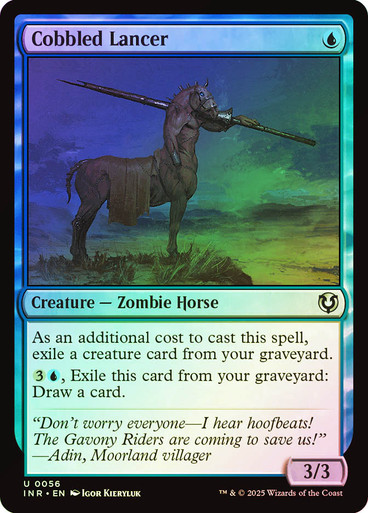 Cobbled Lancer
Creature — Zombie Horse
As an additional cost to cast this spell,
exile a creature card from your graveyard.
3, Exile this card from your graveyard:
Draw a card.
“Don’t worry everyone—I hear hoofbeats!
The Gavony Riders are coming to save us!”
—Adin, Moorland villager
3/3
U 0056
INR • EN Igor Kieryluk
™ & © 2025 Wizards of the Coast